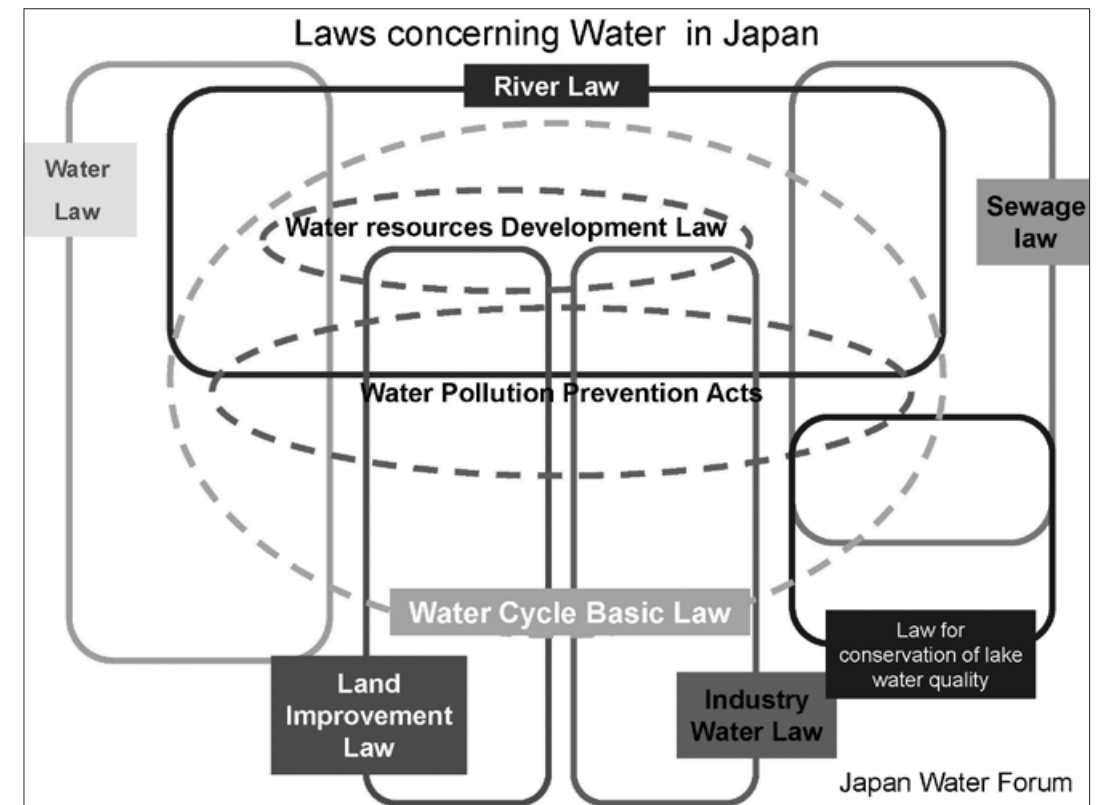 Laws concerning Water in Japan
River Law
Water
Law
Sewage
law
Water resources Development Law
Water Pollution Prevention Acts
Water Cycle Basic Law
Law for
conservation of lake
water quality
Land
Improvement
Law
Industry
Water Law
Japan Water Forum